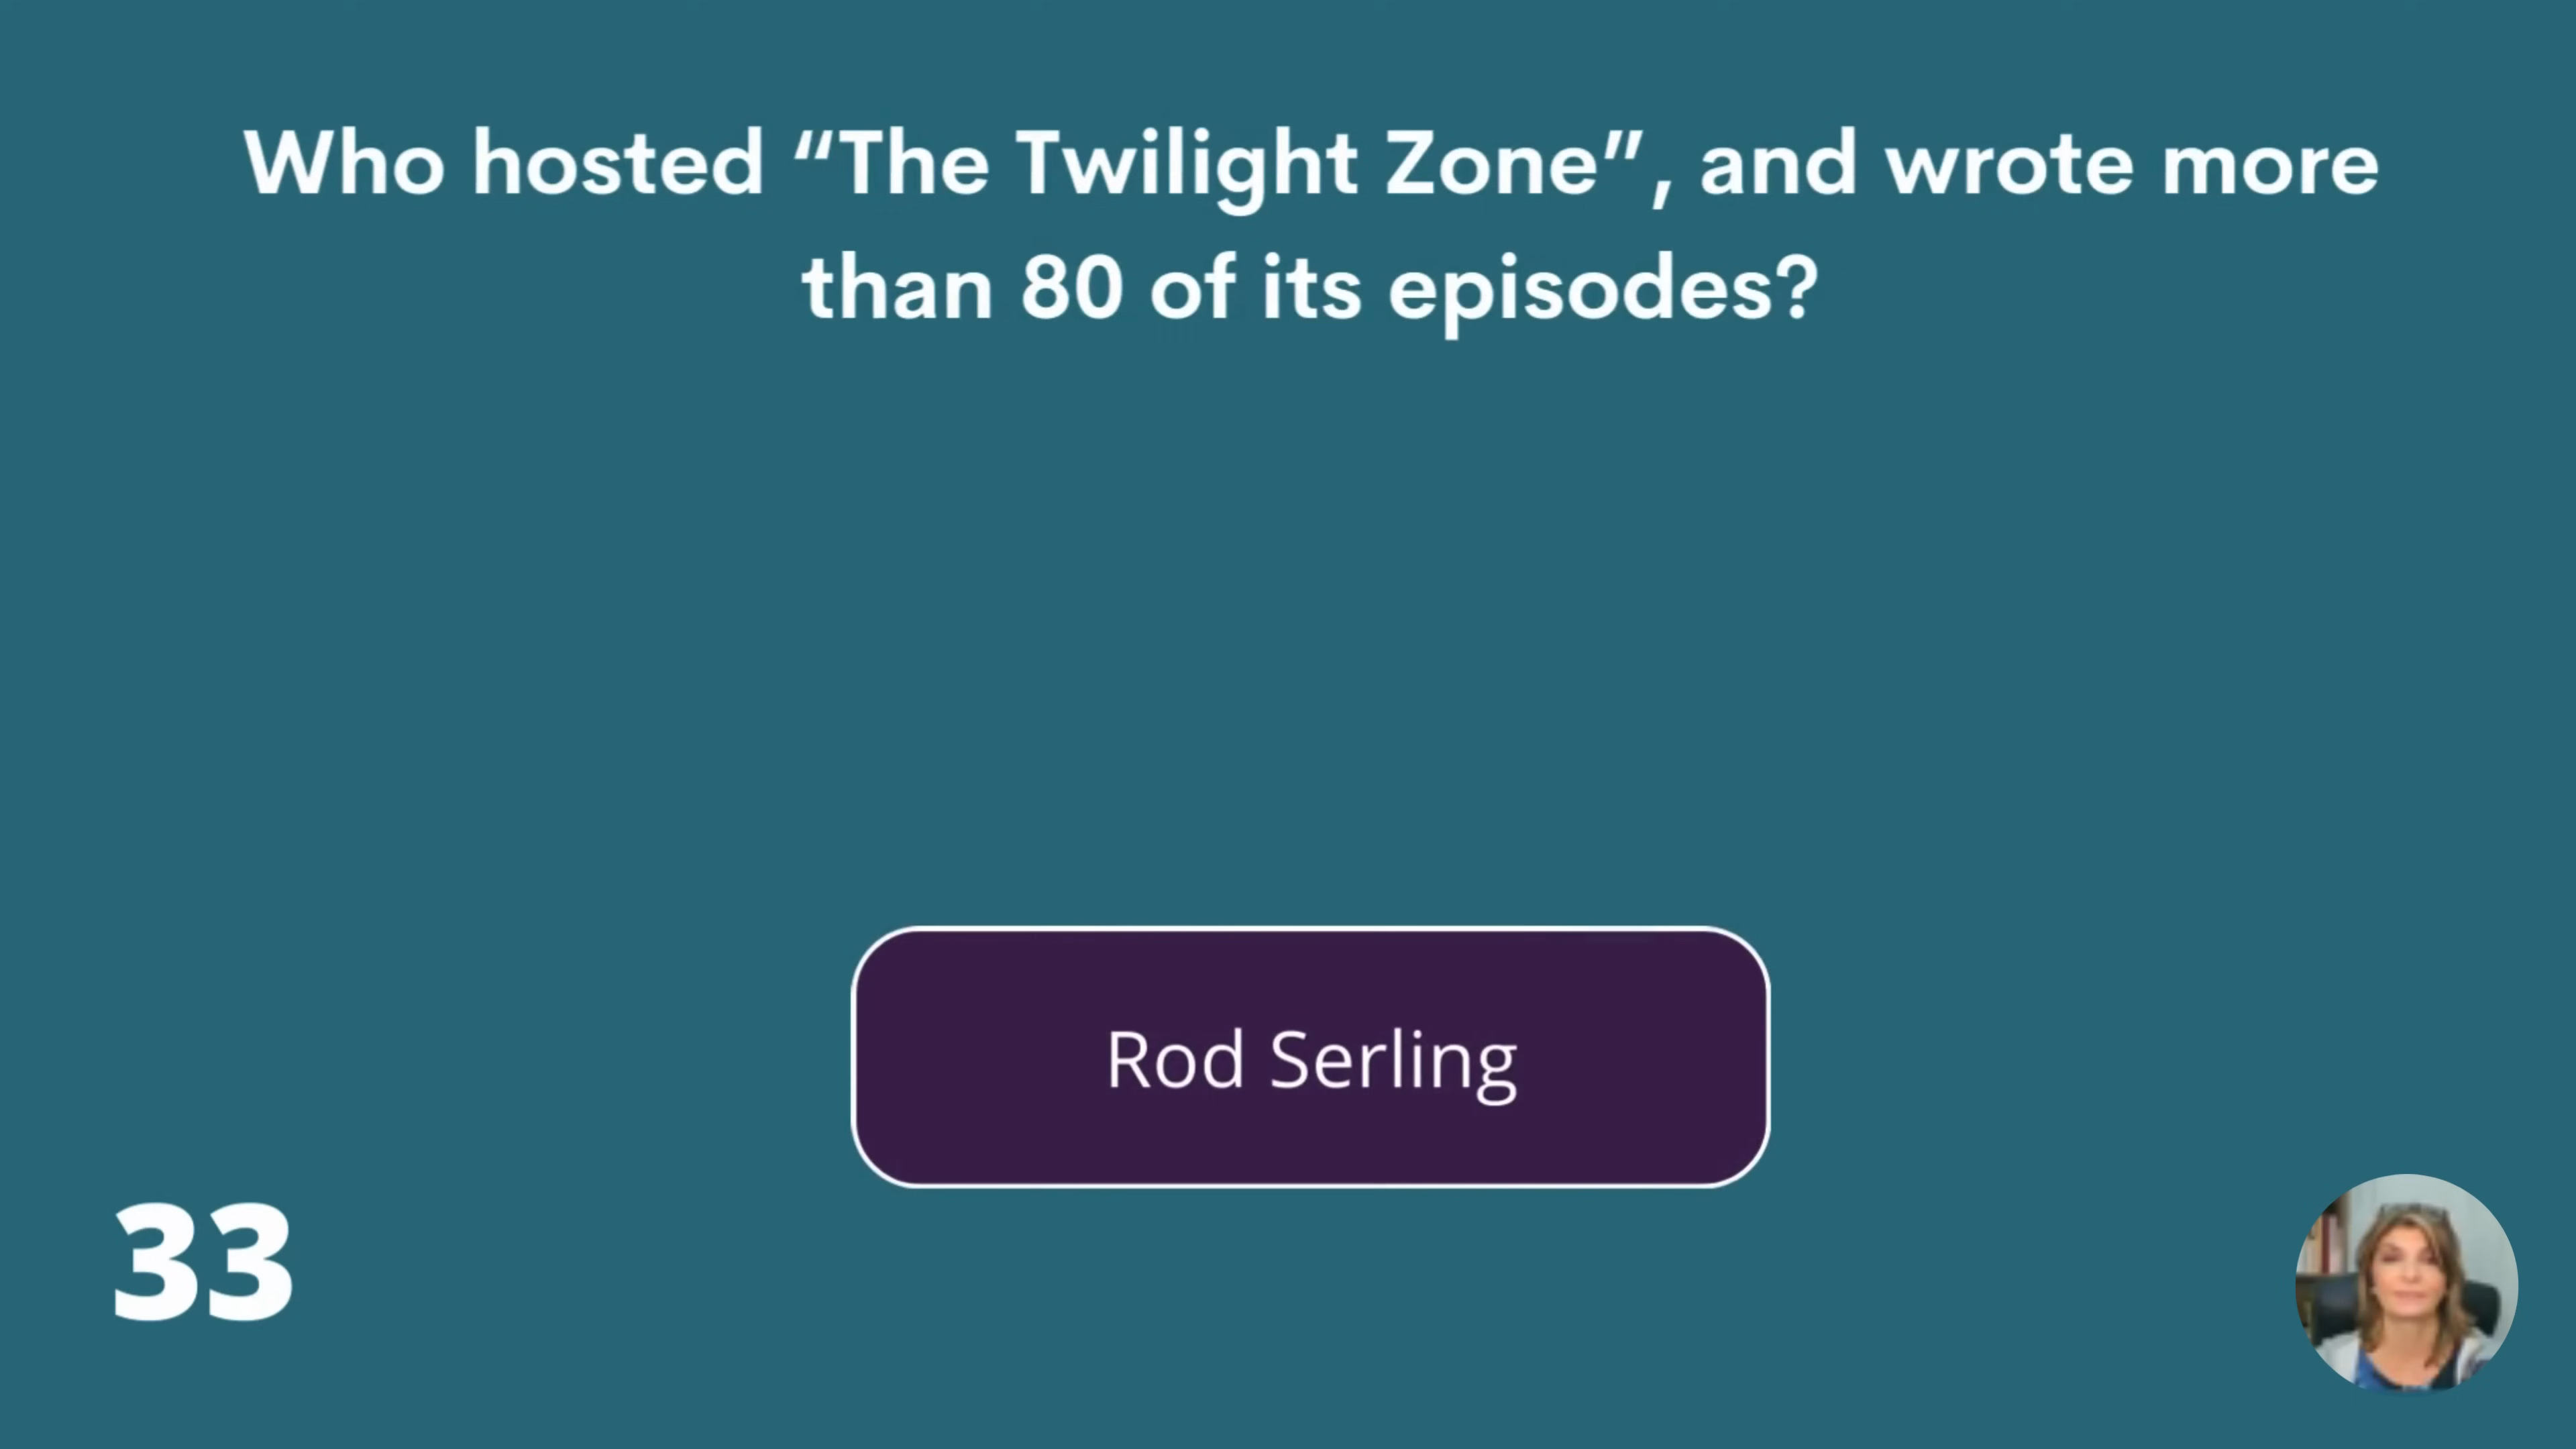 Who hosted “The Twilight Zone”, and wrote more
than 80 of its episodes?
Rod Serling
33